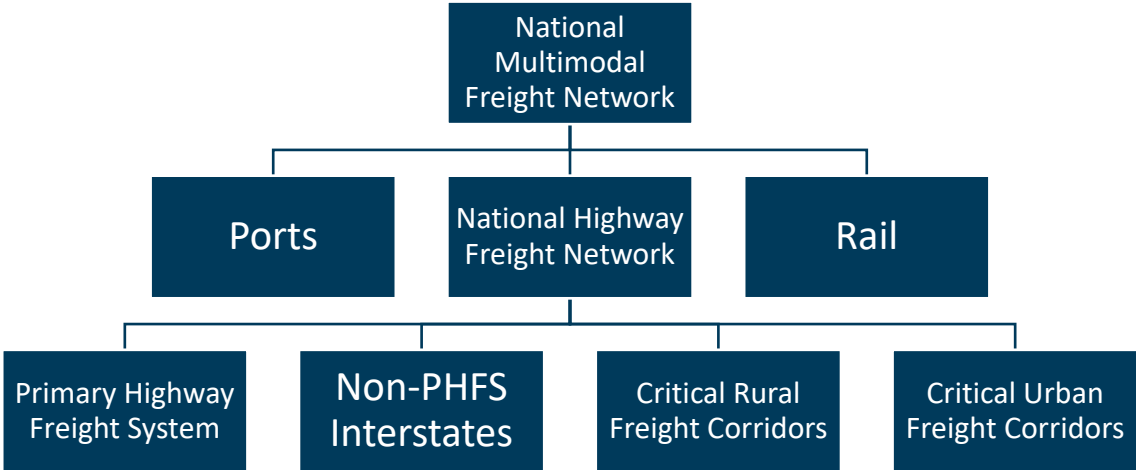 National
Multimodal
Freight Network
Ports
National Highway
Freight Network
Rail
Primary Highway
Freight System
Non-PHFS
Interstates
Critical Rural
Freight Corridors
Critical Urban
Freight Corridors